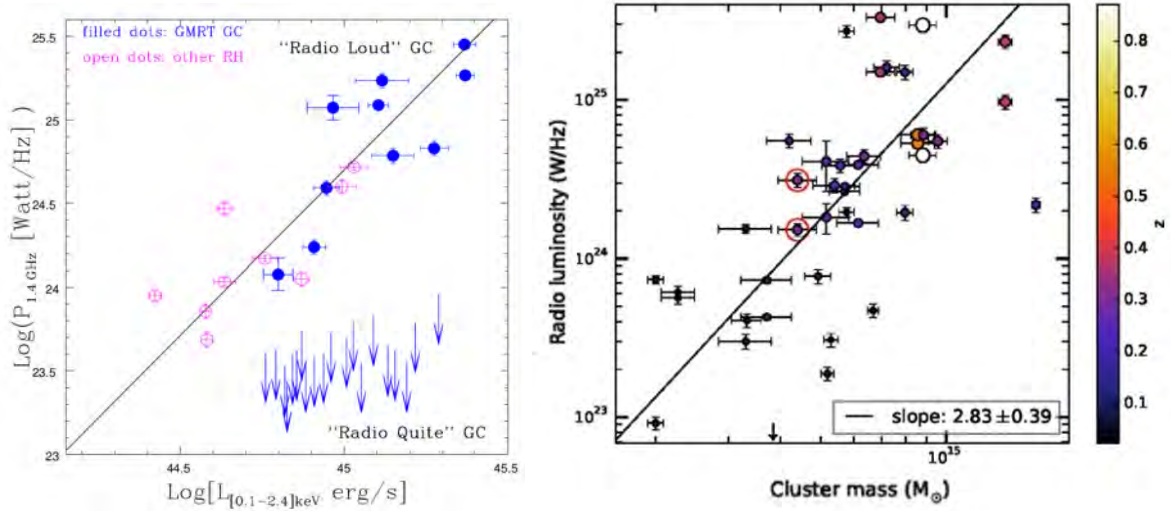 filled dots: GMRT GC
open dots: other RH
"Radio Loud" GC
"Radio Quite" GC
Log(P1.4 GHz [Watt/Hz])
25.5
25
24.5
24
23.5
23
44.5
45
45.5
Log[L[0.1-2.4]keV erg/s]
Radio luminosity (W/Hz)
10^25
10^24
10^23
slope: 2.83±0.39
10^15
Cluster mass (M⊙)
0.8
0.7
0.6
0.5
0.4
0.3
0.2
0.1
z